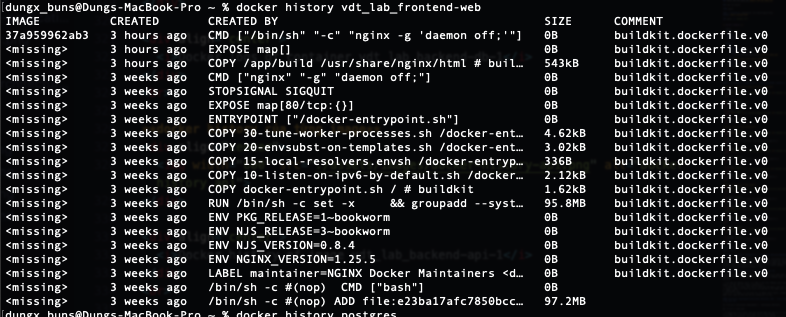 [dungx_buns@Dungs-MacBook-Pro ~ % docker history vdt_lab_frontend-web
IMAGE CREATED CREATED BY SIZE COMMENT
37a959962ab3 3 hours ago CMD ["/bin/sh" "-c" "nginx -g 'daemon off;'"] 0B buildkit.dockerfile.v0
<missing> 3 hours ago EXPOSE map[] 0B buildkit.dockerfile.v0
<missing> 3 hours ago COPY /app/build /usr/share/nginx/html # buil… 543kB buildkit.dockerfile.v0
<missing> 3 weeks ago CMD ["nginx" "-g" "daemon off;"] 0B buildkit.dockerfile.v0
<missing> 3 weeks ago STOPSIGNAL SIGQUIT 0B buildkit.dockerfile.v0
<missing> 3 weeks ago EXPOSE map[80/tcp:{}] 0B buildkit.dockerfile.v0
<missing> 3 weeks ago ENTRYPOINT ["/docker-entrypoint.sh"] 0B buildkit.dockerfile.v0
<missing> 3 weeks ago COPY 30-tune-worker-processes.sh /docker-ent… 4.62kB buildkit.dockerfile.v0
<missing> 3 weeks ago COPY 20-envsubst-on-templates.sh /docker-ent… 3.02kB buildkit.dockerfile.v0
<missing> 3 weeks ago COPY 15-local-resolvers.envsh /docker-entryp… 336B buildkit.dockerfile.v0
<missing> 3 weeks ago COPY 10-listen-on-ipv6-by-default.sh /docker… 2.12kB buildkit.dockerfile.v0
<missing> 3 weeks ago COPY docker-entrypoint.sh / # buildkit 1.62kB buildkit.dockerfile.v0
<missing> 3 weeks ago RUN /bin/sh -c set -x && groupadd --syst… 95.8MB buildkit.dockerfile.v0
<missing> 3 weeks ago ENV PKG_RELEASE=1~bookworm 0B buildkit.dockerfile.v0
<missing> 3 weeks ago ENV NJS_RELEASE=3~bookworm 0B buildkit.dockerfile.v0
<missing> 3 weeks ago ENV NJS_VERSION=0.8.4 0B buildkit.dockerfile.v0
<missing> 3 weeks ago ENV NGINX_VERSION=1.25.5 0B buildkit.dockerfile.v0
<missing> 3 weeks ago LABEL maintainer=NGINX Docker Maintainers <d… 0B buildkit.dockerfile.v0
<missing> 3 weeks ago /bin/sh -c #(nop) CMD ["bash"] 0B
<missing> 3 weeks ago /bin/sh -c #(nop) ADD file:e23ba17afc7850bcc… 97.2MB
[dungx_buns@Dungs-MacBook-Pro ~ % docker history postgres